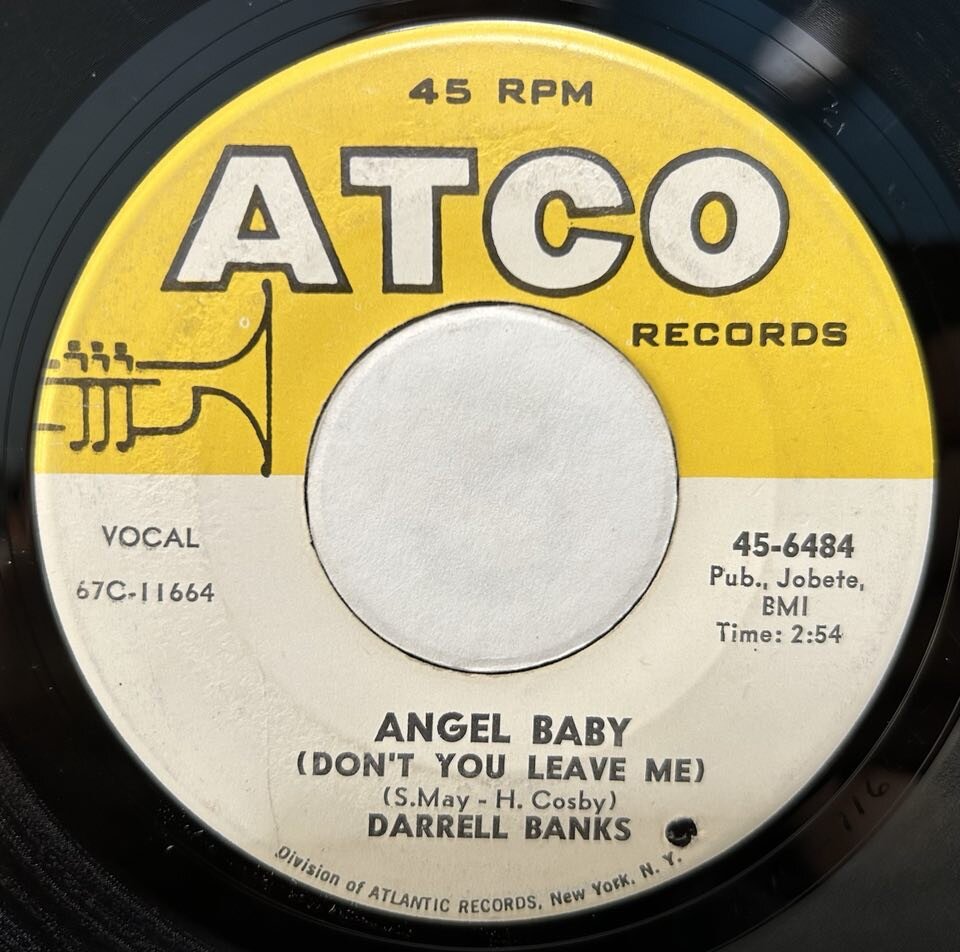 45 RPM
ATCO
RECORDS
VOCAL
67C-11664
45-6484
Pub., Jobete,
BMI
Time: 2:54
ANGEL BABY
(DON'T YOU LEAVE ME)
(S.May - H. Cosby)
DARRELL BANKS
Division of ATLANTIC RECORDS, New York, N. Y.